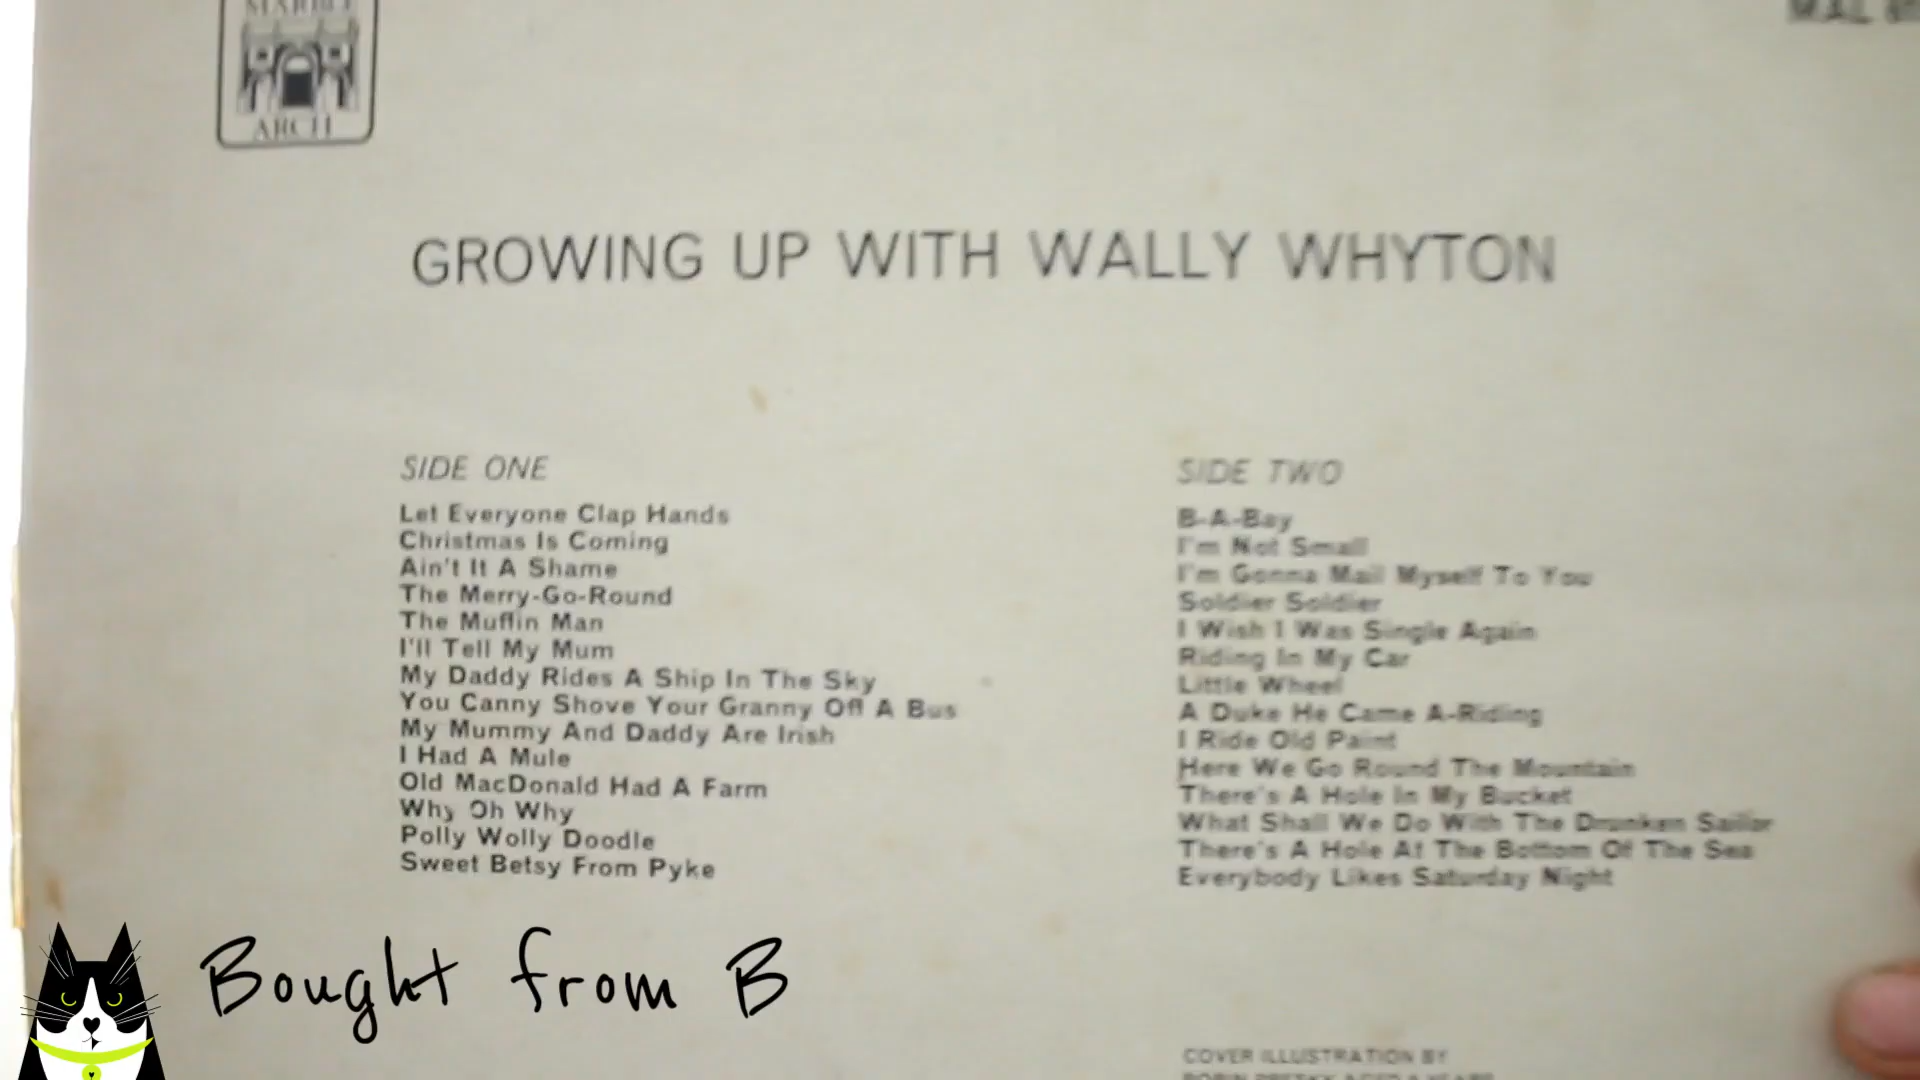 MARBLE
ARCH
MAL
GROWING UP WITH WALLY WHYTON
SIDE ONE
Let Everyone Clap Hands
Christmas Is Coming
Ain't It A Shame
The Merry-Go-Round
The Muffin Man
I'll Tell My Mum
My Daddy Rides A Ship In The Sky
You Canny Shove Your Granny Off A Bus
My Mummy And Daddy Are Irish
I Had A Mule
Old MacDonald Had A Farm
Why Oh Why
Polly Wolly Doodle
Sweet Betsy From Pyke
SIDE TWO
B-A-Bay
I'm Not Small
I'm Gonna Mail Myself To You
Soldier Soldier
I Wish I Was Single Again
Riding In My Car
Little Wheel
A Duke He Came A-Riding
I Ride Old Paint
Here We Go Round The Mountain
There's A Hole In My Bucket
What Shall We Do With The Drunken Sailor
There's A Hole At The Bottom Of The Sea
Everybody Likes Saturday Night
COVER ILLUSTRATION BY
Bought from B